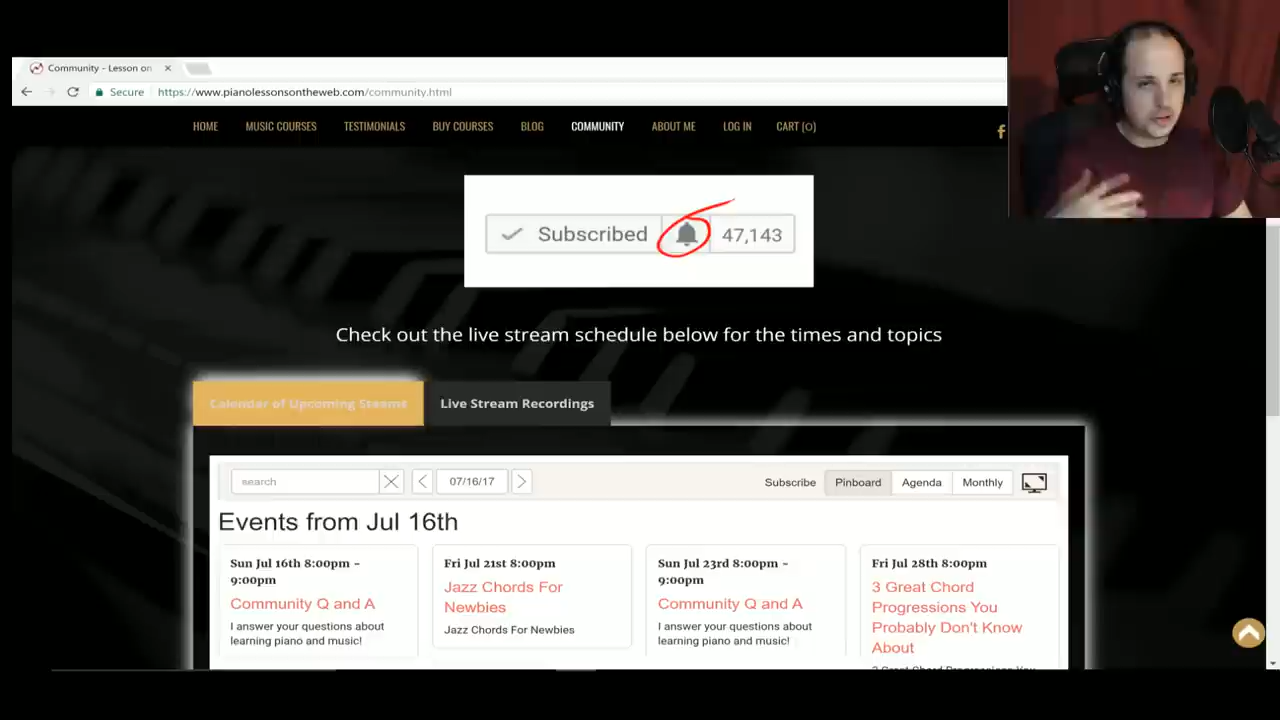 Community - Lesson on
Secure https://www.pianolessonsontheweb.com/community.html
HOME MUSIC COURSES TESTIMONIALS BUY COURSES BLOG COMMUNITY ABOUT ME LOG IN CART (0)
Subscribed 47,143
Check out the live stream schedule below for the times and topics
Calendar of Upcoming Steams Live Stream Recordings
search 07/16/17 Subscribe Pinboard Agenda Monthly
Events from Jul 16th
Sun Jul 16th 8:00pm -
9:00pm
Community Q and A
I answer your questions about
learning piano and music!
Fri Jul 21st 8:00pm
Jazz Chords For
Newbies
Jazz Chords For Newbies
Sun Jul 23rd 8:00pm -
9:00pm
Community Q and A
I answer your questions about
learning piano and music!
Fri Jul 28th 8:00pm
3 Great Chord
Progressions You
Probably Don't Know
About
3 Great Chord Progressions You